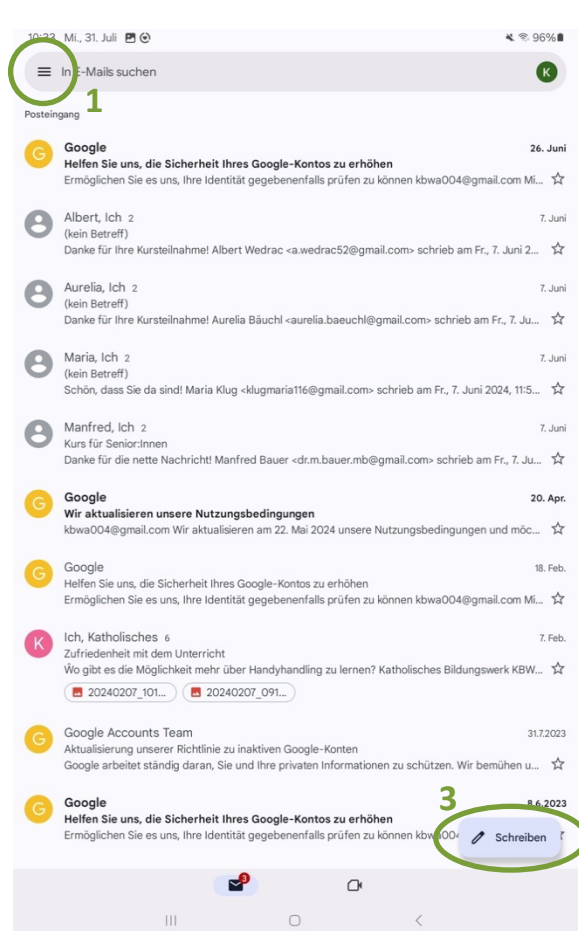 10:33 Mi., 31. Juli 96%
In E-Mails suchen K
1
Posteingang
G Google 26. Juni
Helfen Sie uns, die Sicherheit Ihres Google-Kontos zu erhöhen
Ermöglichen Sie es uns, Ihre Identität gegebenenfalls prüfen zu können kbwa004@gmail.com Mi...
Albert, Ich 2 7. Juni
(kein Betreff)
Danke für Ihre Kursteilnahme! Albert Wedrac <a.wedrac52@gmail.com> schrieb am Fr., 7. Juni 2...
Aurelia, Ich 2 7. Juni
(kein Betreff)
Danke für Ihre Kursteilnahme! Aurelia Bäuchl <aurelia.baeuchl@gmail.com> schrieb am Fr., 7. Ju...
Maria, Ich 2 7. Juni
(kein Betreff)
Schön, dass Sie da sind! Maria Klug <klugmaria116@gmail.com> schrieb am Fr., 7. Juni 2024, 11:5...
Manfred, Ich 2 7. Juni
Kurs für Senior:Innen
Danke für die nette Nachricht! Manfred Bauer <dr.m.bauer.mb@gmail.com> schrieb am Fr., 7. Ju...
G Google 20. Apr.
Wir aktualisieren unsere Nutzungsbedingungen
kbwa004@gmail.com Wir aktualisieren am 22. Mai 2024 unsere Nutzungsbedingungen und möc...
G Google 18. Feb.
Helfen Sie uns, die Sicherheit Ihres Google-Kontos zu erhöhen
Ermöglichen Sie es uns, Ihre Identität gegebenenfalls prüfen zu können kbwa004@gmail.com Mi...
K Ich, Katholisches 6 7. Feb.
Zufriedenheit mit dem Unterricht
Wo gibt es die Möglichkeit mehr über Handyhandling zu lernen? Katholisches Bildungswerk KBW...
20240207_101... 20240207_091...
G Google Accounts Team 31.7.2023
Aktualisierung unserer Richtlinie zu inaktiven Google-Konten
Google arbeitet ständig daran, Sie und Ihre privaten Informationen zu schützen. Wir bemühen u...
3
G Google 8.6.2023
Helfen Sie uns, die Sicherheit Ihres Google-Kontos zu erhöhen
Ermöglichen Sie es uns, Ihre Identität gegebenenfalls prüfen zu können kbwa004 Schreiben
3